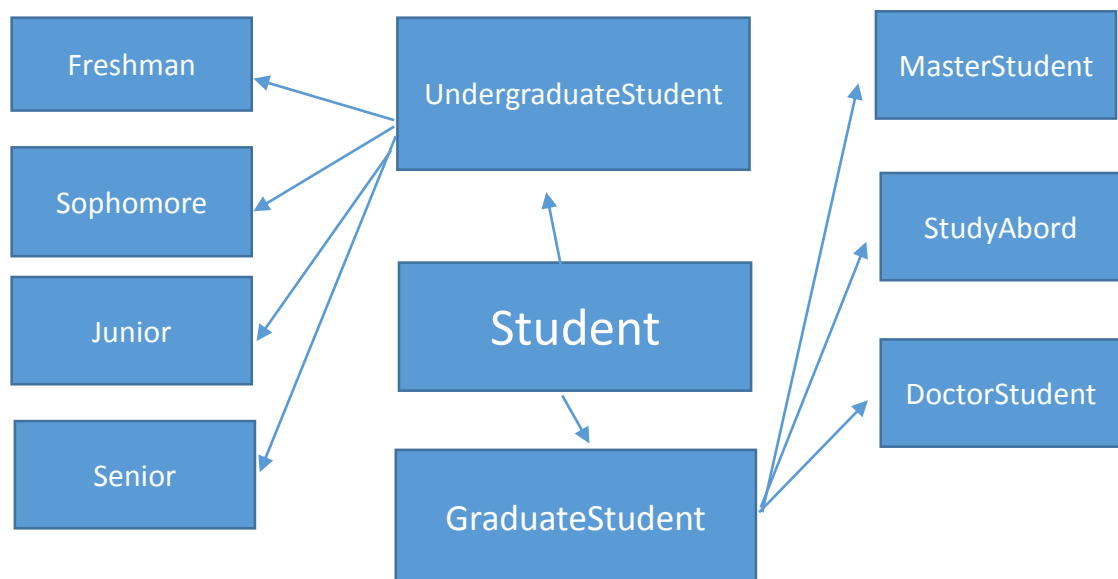 Freshman
UndergraduateStudent
MasterStudent
Sophomore
StudyAbord
Junior
Student
DoctorStudent
Senior
GraduateStudent